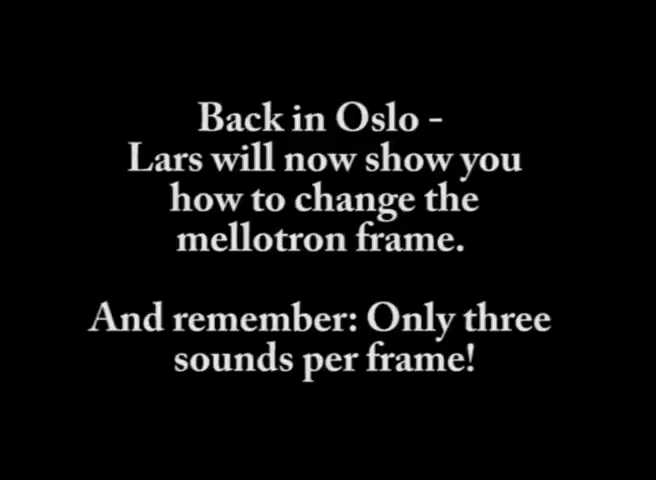 Back in Oslo -
Lars will now show you
how to change the
mellotron frame.
And remember: Only three
sounds per frame!